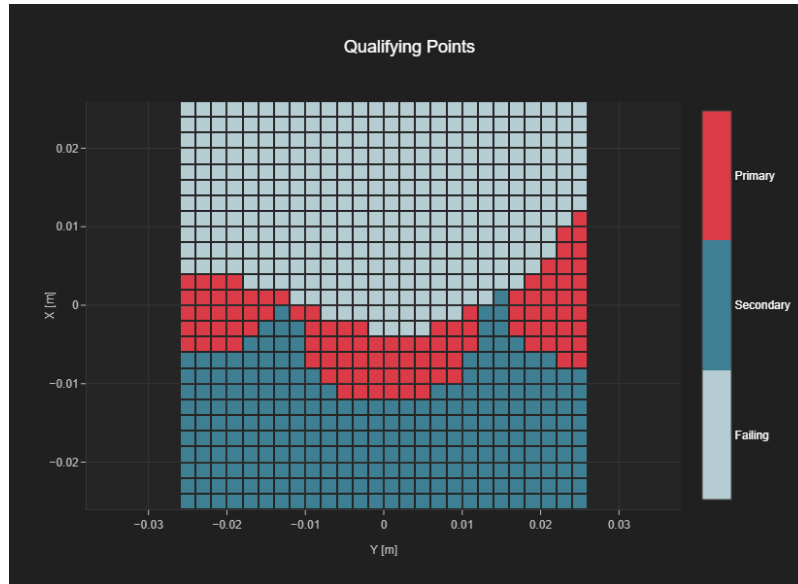 Qualifying Points
0.02
0.01
0
−0.01
−0.02
X [m]
−0.03
−0.02
−0.01
0
0.01
0.02
0.03
Y [m]
Primary
Secondary
Failing